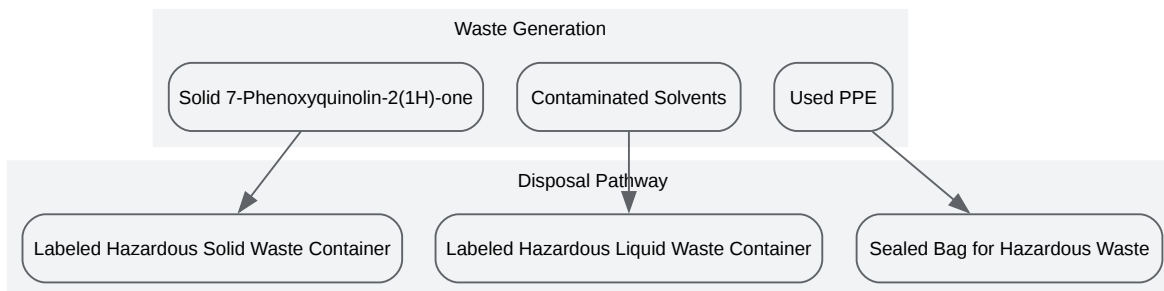 Waste Generation
Solid 7-Phenoxyquinolin-2(1H)-one
Contaminated Solvents
Used PPE
Disposal Pathway
Labeled Hazardous Solid Waste Container
Labeled Hazardous Liquid Waste Container
Sealed Bag for Hazardous Waste